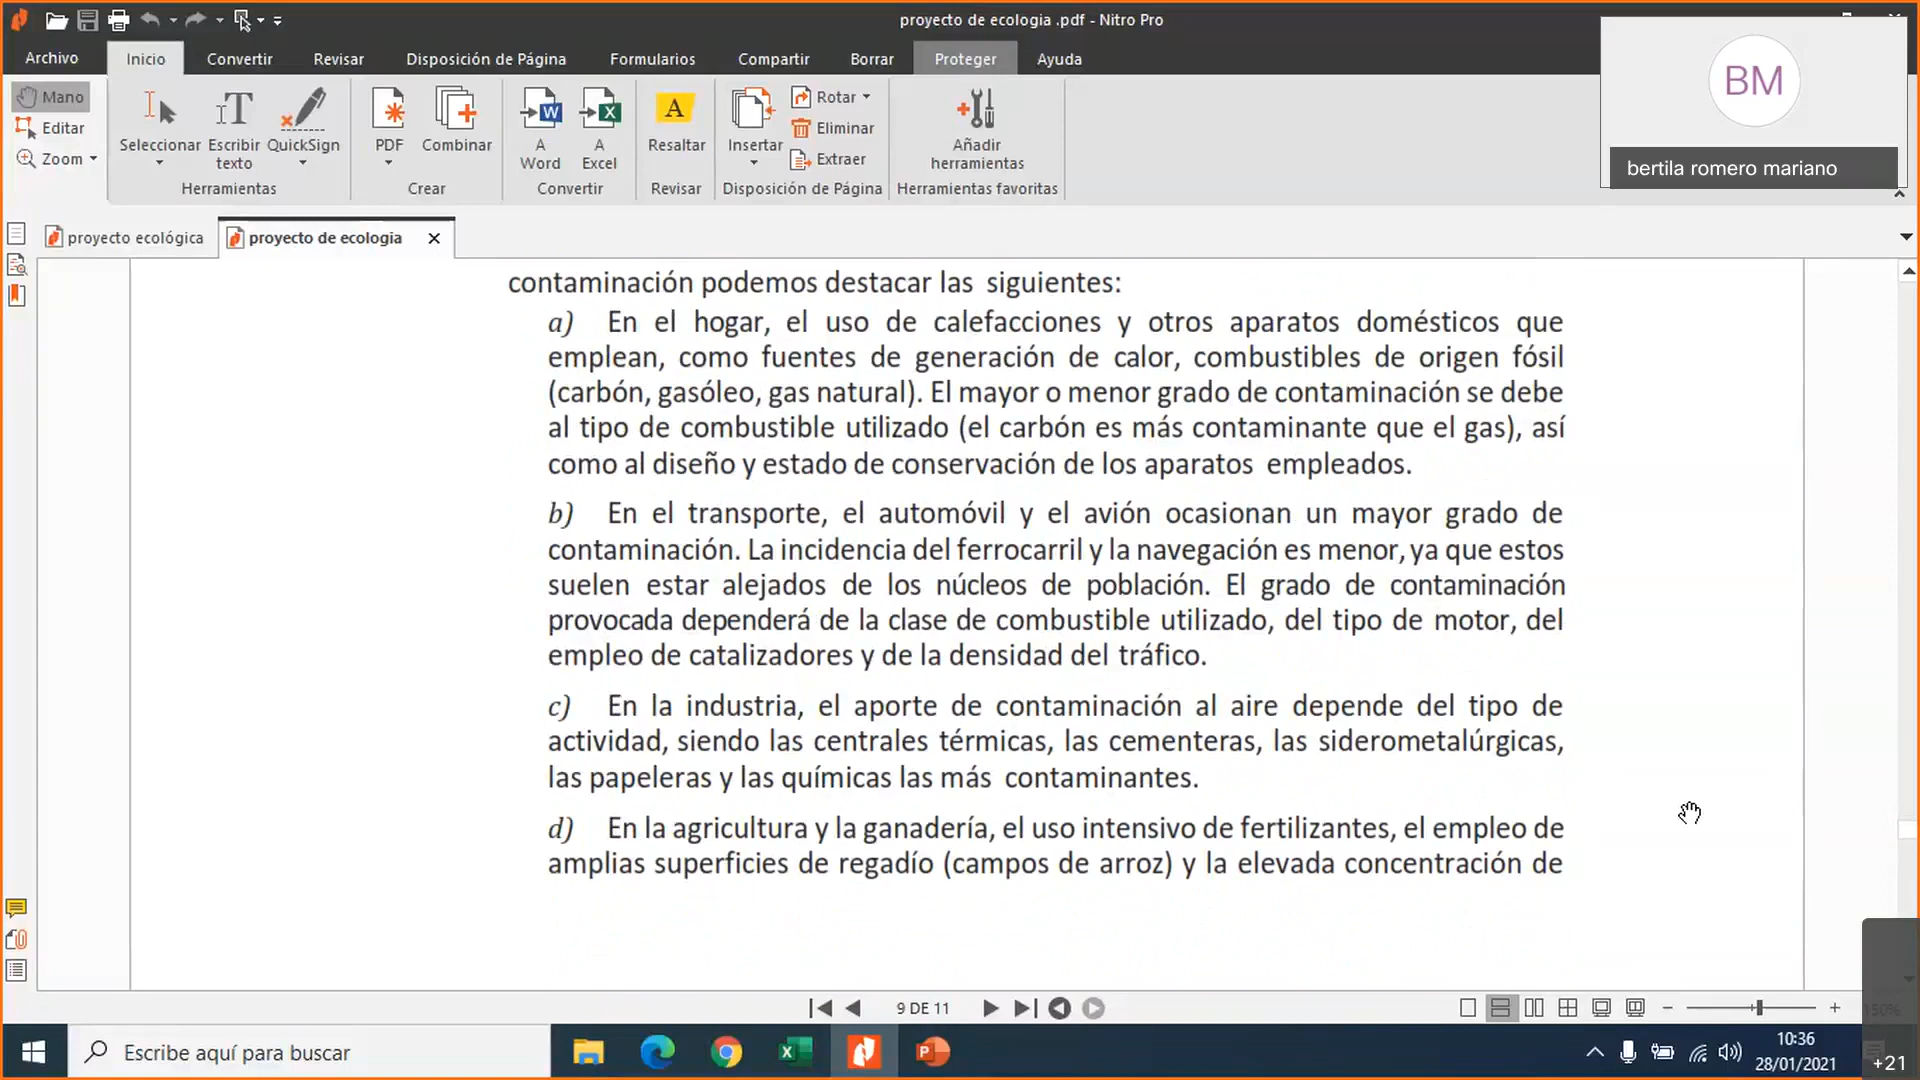 proyecto de ecologia .pdf - Nitro Pro
Archivo Inicio Convertir Revisar Disposición de Página Formularios Compartir Borrar Proteger Ayuda
BM
bertila romero mariano
Mano
Editar
Zoom
Seleccionar
Escribir texto
QuickSign
Herramientas
PDF
Combinar
Crear
A Word
A Excel
Convertir
Resaltar
Revisar
Insertar
Rotar
Eliminar
Extraer
Disposición de Página
Añadir herramientas
Herramientas favoritas
proyecto ecológica
proyecto de ecologia
contaminación podemos destacar las siguientes:
a) En el hogar, el uso de calefacciones y otros aparatos domésticos que
emplean, como fuentes de generación de calor, combustibles de origen fósil
(carbón, gasóleo, gas natural). El mayor o menor grado de contaminación se debe
al tipo de combustible utilizado (el carbón es más contaminante que el gas), así
como al diseño y estado de conservación de los aparatos empleados.
b) En el transporte, el automóvil y el avión ocasionan un mayor grado de
contaminación. La incidencia del ferrocarril y la navegación es menor, ya que estos
suelen estar alejados de los núcleos de población. El grado de contaminación
provocada dependerá de la clase de combustible utilizado, del tipo de motor, del
empleo de catalizadores y de la densidad del tráfico.
c) En la industria, el aporte de contaminación al aire depende del tipo de
actividad, siendo las centrales térmicas, las cementeras, las siderometalúrgicas,
las papeleras y las químicas las más contaminantes.
d) En la agricultura y la ganadería, el uso intensivo de fertilizantes, el empleo de
amplias superficies de regadío (campos de arroz) y la elevada concentración de
9 DE 11
150%
Escribe aquí para buscar
10:36
28/01/2021
+21